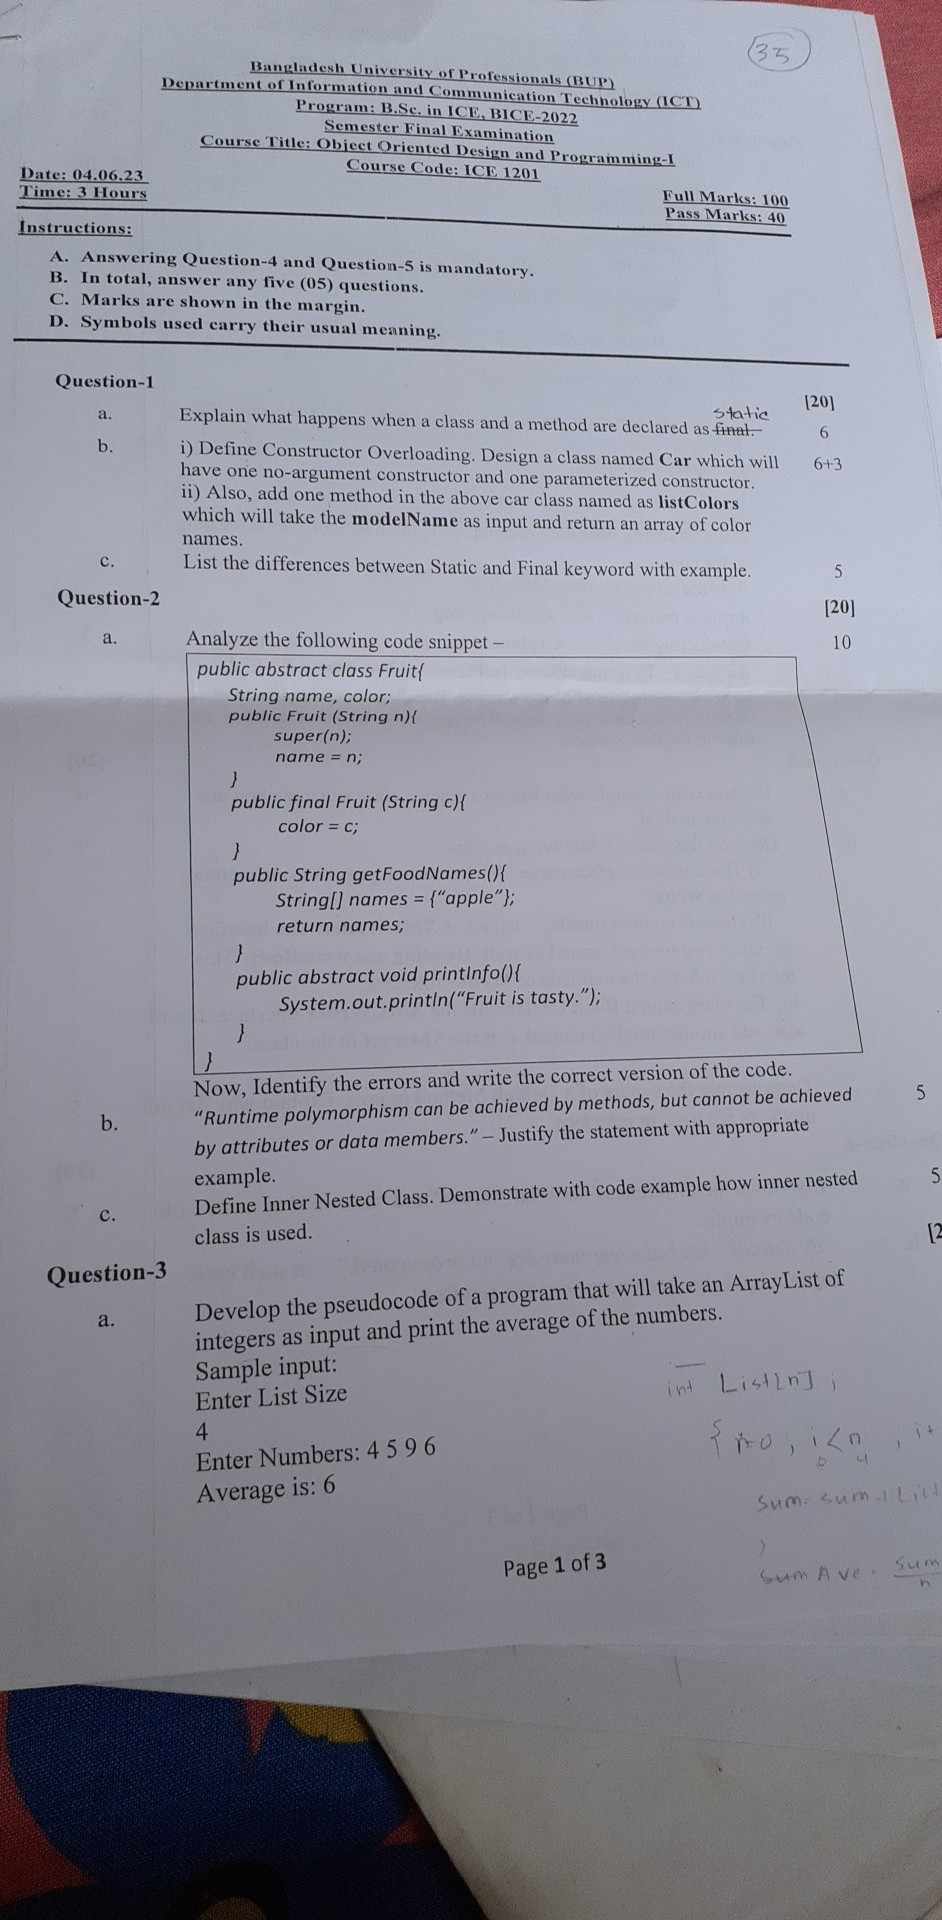 35
Bangladesh University of Professionals (BUP)
Department of Information and Communication Technology (ICT)
Program: B.Sc. in ICE, BICE-2022
Semester Final Examination
Course Title: Object Oriented Design and Programming-I
Course Code: ICE 1201
Date: 04.06.23
Time: 3 Hours
Full Marks: 100
Pass Marks: 40
Instructions:
A. Answering Question-4 and Question-5 is mandatory.
B. In total, answer any five (05) questions.
C. Marks are shown in the margin.
D. Symbols used carry their usual meaning.
Question-1 [20]
static
a. Explain what happens when a class and a method are declared as final. 6
b. i) Define Constructor Overloading. Design a class named Car which will 6+3
have one no-argument constructor and one parameterized constructor.
ii) Also, add one method in the above car class named as listColors
which will take the modelName as input and return an array of color
names.
c. List the differences between Static and Final keyword with example. 5
Question-2 [20]
a. Analyze the following code snippet – 10
public abstract class Fruit{
String name, color;
public Fruit (String n){
super(n);
name = n;
}
public final Fruit (String c){
color = c;
}
public String getFoodNames(){
String[] names = {“apple”};
return names;
}
public abstract void printInfo(){
System.out.println(“Fruit is tasty.”);
}
}
Now, Identify the errors and write the correct version of the code.
b. “Runtime polymorphism can be achieved by methods, but cannot be achieved 5
by attributes or data members.” – Justify the statement with appropriate
example.
c. Define Inner Nested Class. Demonstrate with code example how inner nested 5
class is used.
Question-3 [2
a. Develop the pseudocode of a program that will take an ArrayList of
integers as input and print the average of the numbers.
Sample input:
Enter List Size
4
Enter Numbers: 4 5 9 6
Average is: 6
int List[n];
i<n
sum
Page 1 of 3
sum Ave = sum
n